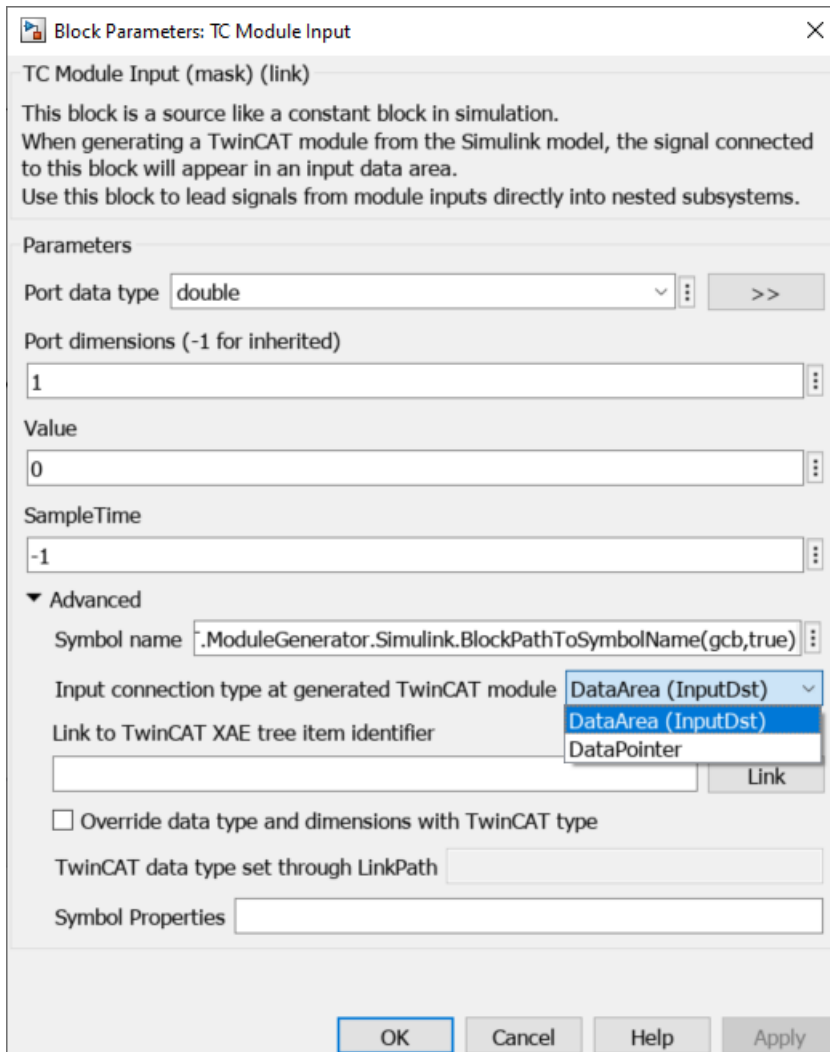 Block Parameters: TC Module Input
TC Module Input (mask) (link)
This block is a source like a constant block in simulation.
When generating a TwinCAT module from the Simulink model, the signal connected
to this block will appear in an input data area.
Use this block to lead signals from module inputs directly into nested subsystems.
Parameters
Port data type double >>
Port dimensions (-1 for inherited)
1
Value
0
SampleTime
-1
Advanced
Symbol name .ModuleGenerator.Simulink.BlockPathToSymbolName(gcb,true)
Input connection type at generated TwinCAT module DataArea (InputDst)
DataArea (InputDst)
Link to TwinCAT XAE tree item identifier
DataPointer
Link
Override data type and dimensions with TwinCAT type
TwinCAT data type set through LinkPath
Symbol Properties
OK Cancel Help Apply